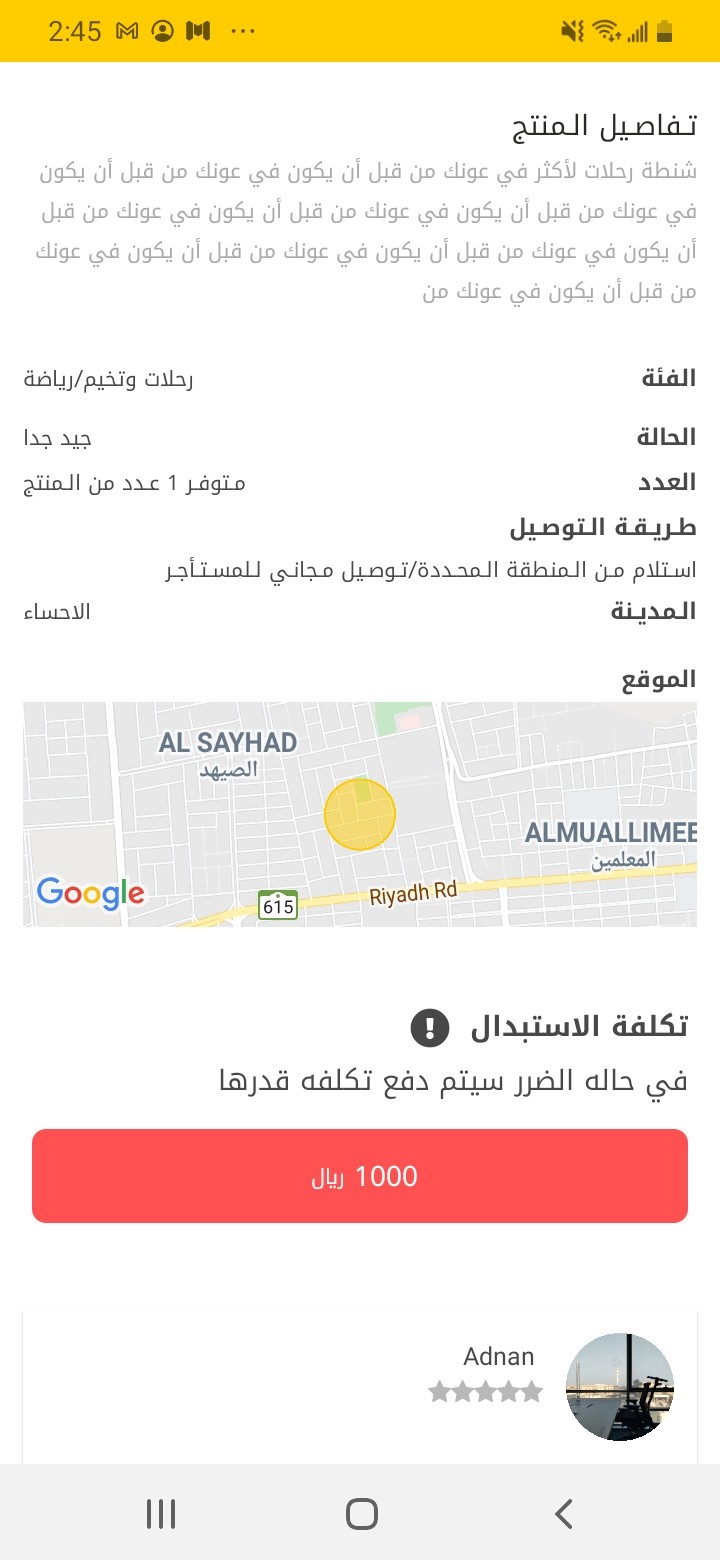 2:45
تفاصيل المنتج
شنطة رحلات لأكثر في عونك من قبل أن يكون في عونك من قبل أن يكون
في عونك من قبل أن يكون في عونك من قبل أن يكون في عونك من قبل
أن يكون في عونك من قبل أن يكون في عونك من قبل أن يكون في عونك
من قبل أن يكون في عونك من
الفئة
رحلات وتخيم/رياضة
الحالة
جيد جدا
العدد
متوفر 1 عدد من المنتج
طريقة التوصيل
استلام من المنطقة المحددة/توصيل مجاني للمستأجر
المدينة
الاحساء
الموقع
AL SAYHAD
الصيهد
ALMUALLIMEE
المعلمين
Google
615
Riyadh Rd
تكلفة الاستبدال
في حاله الضرر سيتم دفع تكلفه قدرها
1000 ريال
Adnan